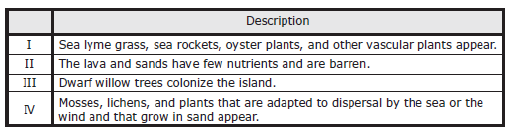 Description
I Sea lyme grass, sea rockets, oyster plants, and other vascular plants appear.
II The lava and sands have few nutrients and are barren.
III Dwarf willow trees colonize the island.
IV Mosses, lichens, and plants that are adapted to dispersal by the sea or the
wind and that grow in sand appear.